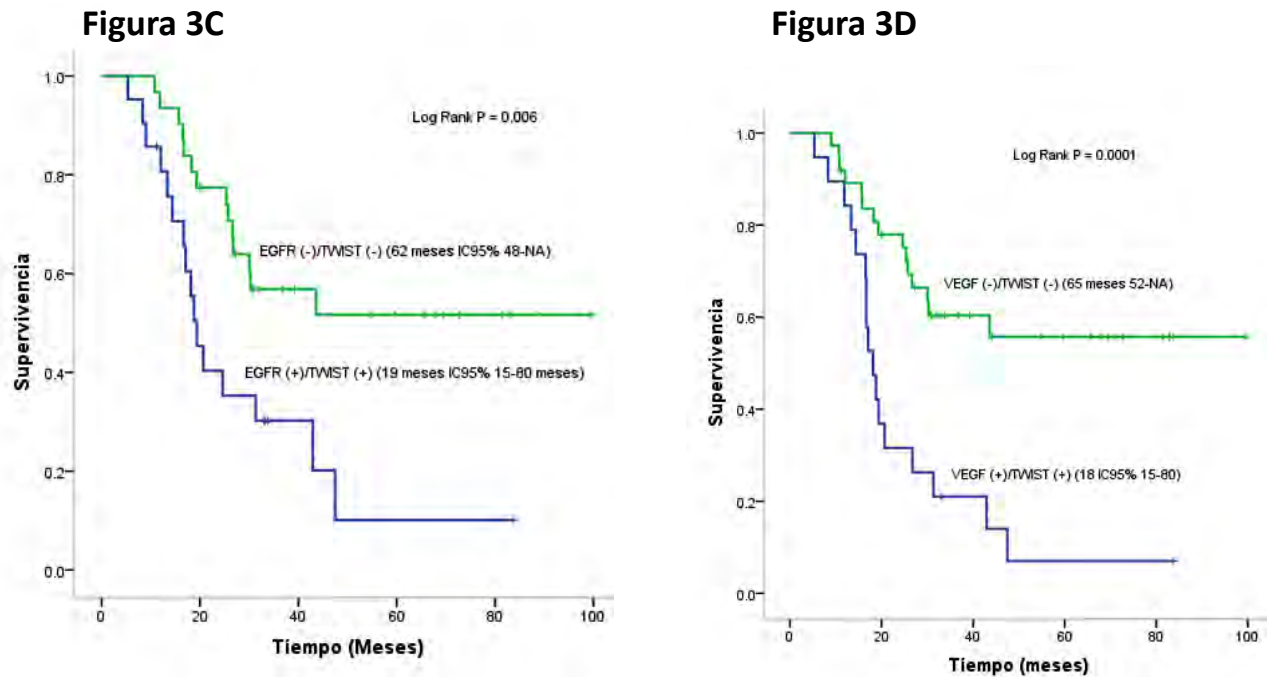 Figura 3C
1.0
0.8
0.6
0.4
0.2
0.0
Supervivencia
Log Rank P = 0.006
EGFR (-)/TWIST (-) (62 meses IC95% 48-NA)
EGFR (+)/TWIST (+) (19 meses IC95% 15-80 meses)
0 20 40 60 80 100
Tiempo (Meses)
Figura 3D
1.0
0.8
0.6
0.4
0.2
0.0
Supervivencia
Log Rank P = 0.0001
VEGF (-)/TWIST (-) (65 meses 52-NA)
VEGF (+)/TWIST (+) (18 IC95% 15-80)
0 20 40 60 80 100
Tiempo (meses)